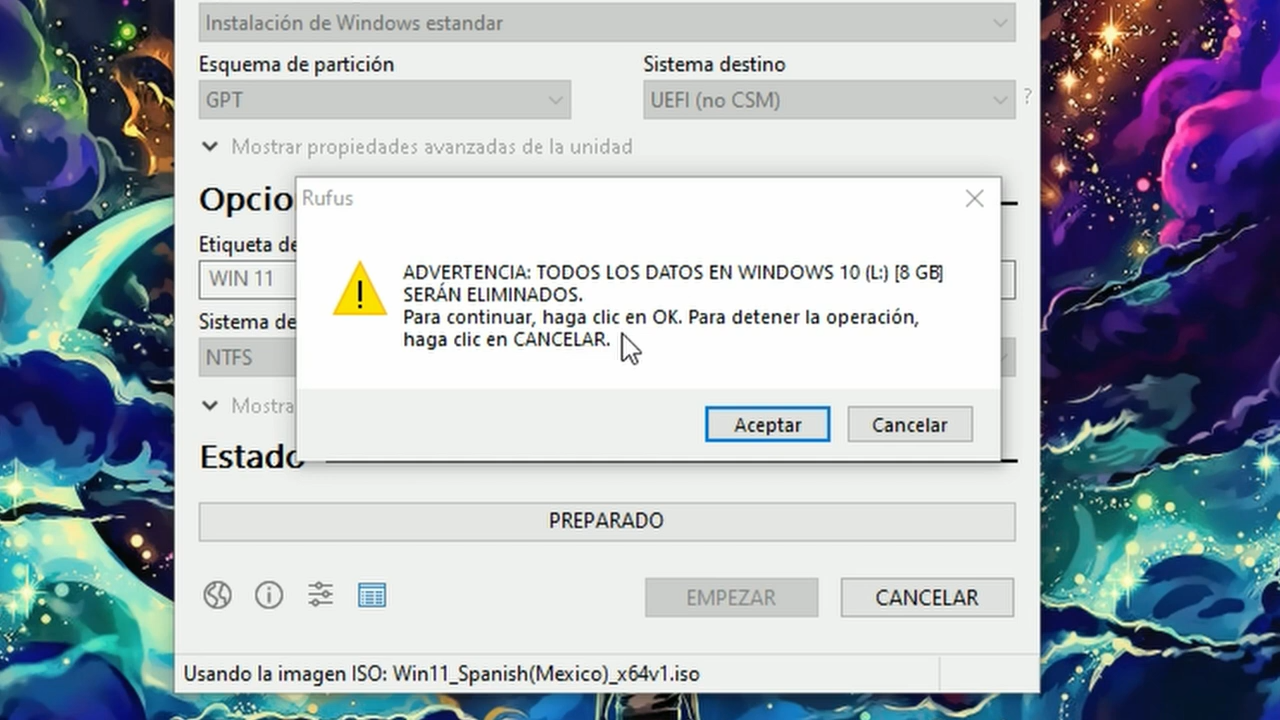 Instalación de Windows estandar
Esquema de partición
Sistema destino
GPT
UEFI (no CSM)
?
Mostrar propiedades avanzadas de la unidad
Opcio
Rufus
Etiqueta de
WIN 11
ADVERTENCIA: TODOS LOS DATOS EN WINDOWS 10 (L:) [8 GB]
SERÁN ELIMINADOS.
Para continuar, haga clic en OK. Para detener la operación,
haga clic en CANCELAR.
Sistema de
NTFS
Mostra
Aceptar
Cancelar
Estado
PREPARADO
EMPEZAR
CANCELAR
Usando la imagen ISO: Win11_Spanish(Mexico)_x64v1.iso